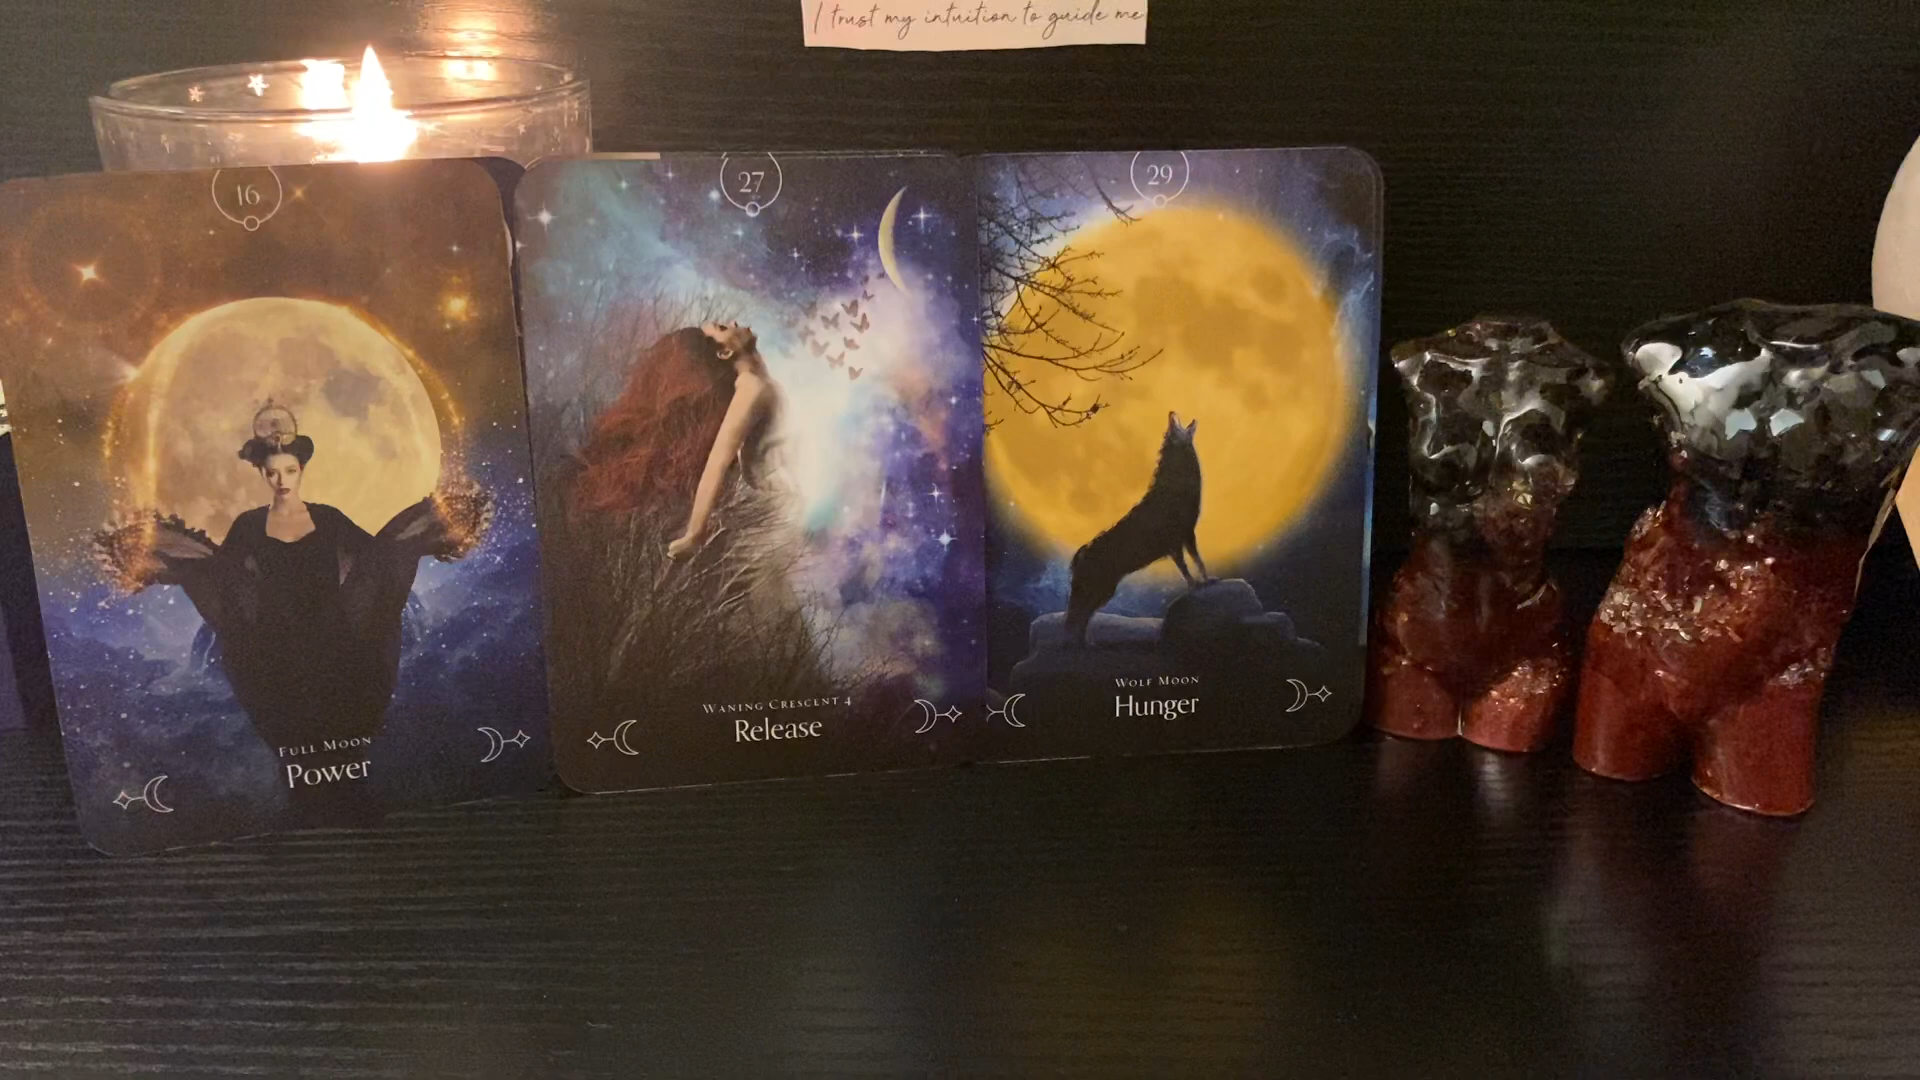 I trust my intuition to guide me
16
FULL MOON
Power
27
WANING CRESCENT 4
Release
29
WOLF MOON
Hunger